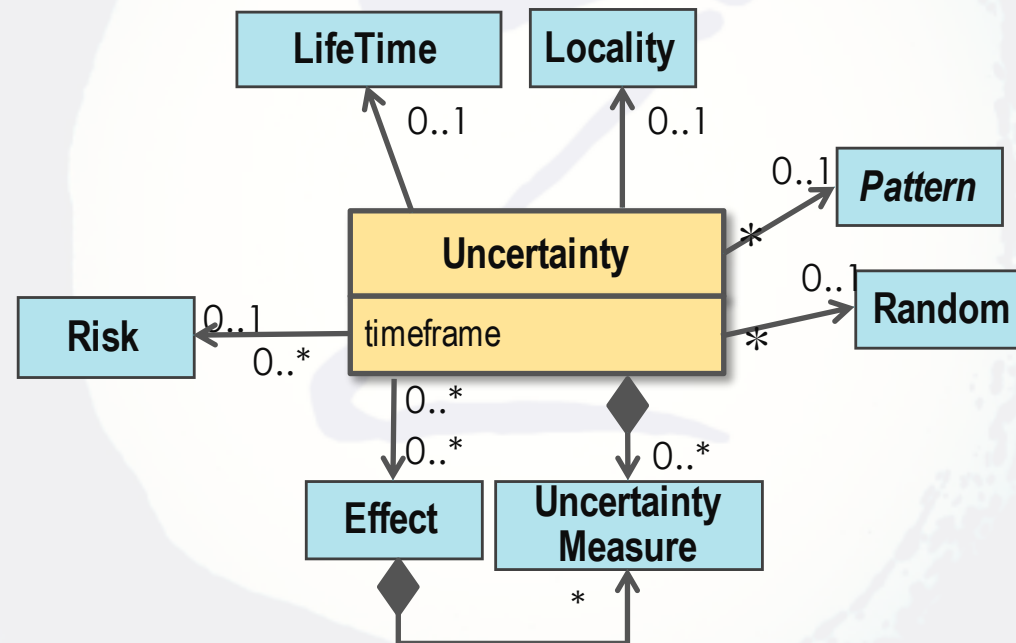 LifeTime
Locality
0..1
0..1
0..1
Pattern
*
Uncertainty
0..1
Random
*
timeframe
Risk
0..1
0..*
0..*
0..*
0..*
Effect
Uncertainty
Measure
*